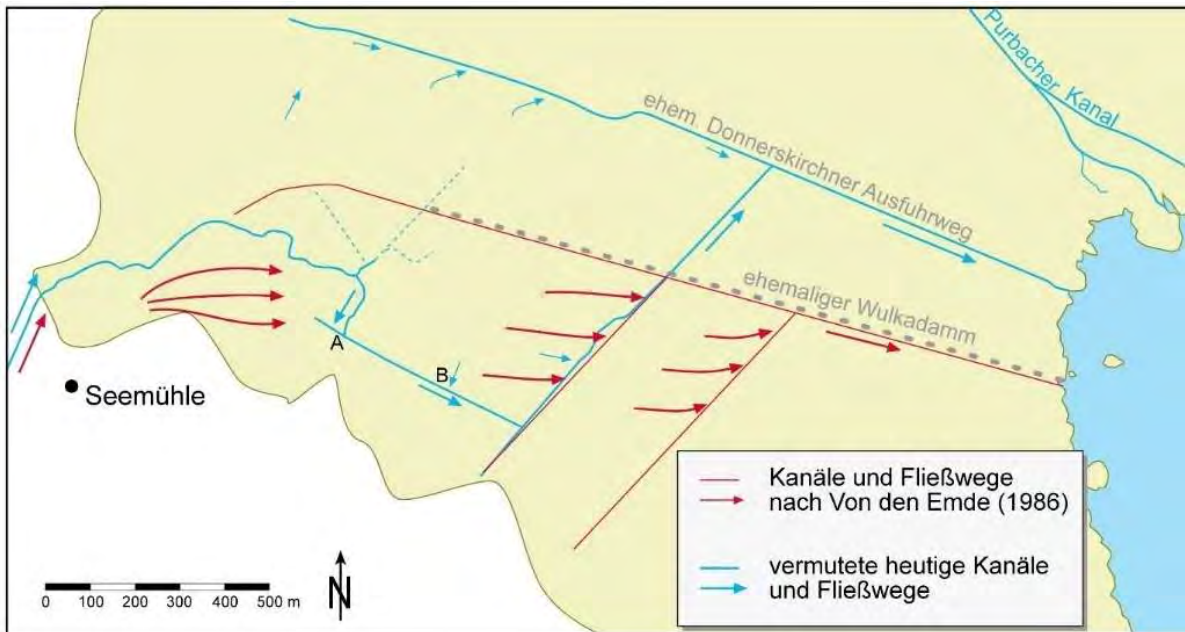 Purbacher Kanal
ehem. Donnerskirchner Ausfuhrweg
ehemaliger Wulkadamm
A
B
Seemühle
Kanäle und Fließwege
nach Von den Emde (1986)
vermutete heutige Kanäle
und Fließwege
0 100 200 300 400 500 m
N